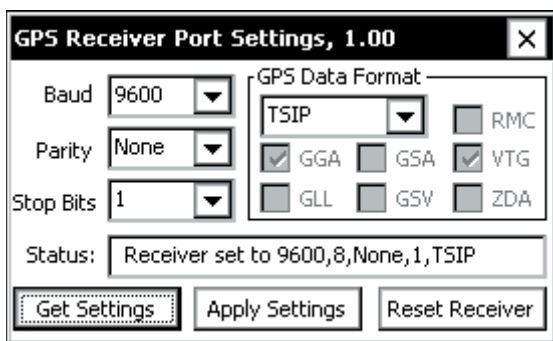 GPS Receiver Port Settings, 1.00
Baud 9600
GPS Data Format
TSIP
RMC
Parity None
GGA GSA VTG
Stop Bits 1
GLL GSV ZDA
Status: Receiver set to 9600,8,None,1,TSIP
Get Settings Apply Settings Reset Receiver